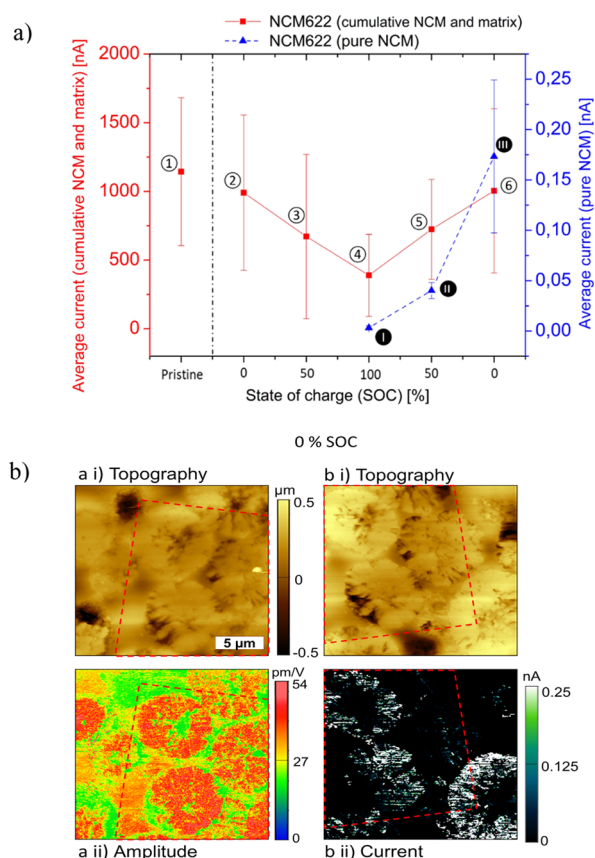 a)
NCM622 (cumulative NCM and matrix)
NCM622 (pure NCM)
Average current (cumulative NCM and matrix) [nA]
2000
1500
1000
500
0
0,25
0,20
0,15
0,10
0,05
0,00
Average current (pure NCM) [nA]
1
2
3
4
5
6
I
II
III
Pristine
0
50
100
50
0
State of charge (SOC) [%]
0 % SOC
b)
a i) Topography
µm
0.5
0
-0.5
5 µm
b i) Topography
pm/V
54
27
0
a ii) Amplitude
nA
0.25
0.125
0
b ii) Current